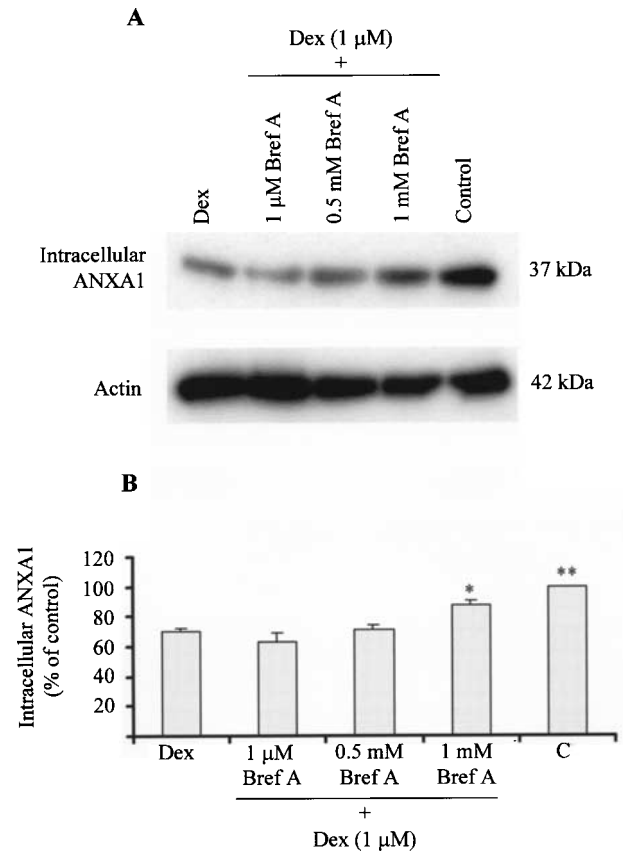 A
Dex (1 μM)
+
Dex
1 μM Bref A
0.5 mM Bref A
1 mM Bref A
Control
Intracellular
ANXA1
37 kDa
Actin
42 kDa
B
Intracellular ANXA1
(% of control)
120
100
80
60
40
20
*
**
Dex
1 μM
Bref A
0.5 mM
Bref A
1 mM
Bref A
C
+
Dex (1 μM)